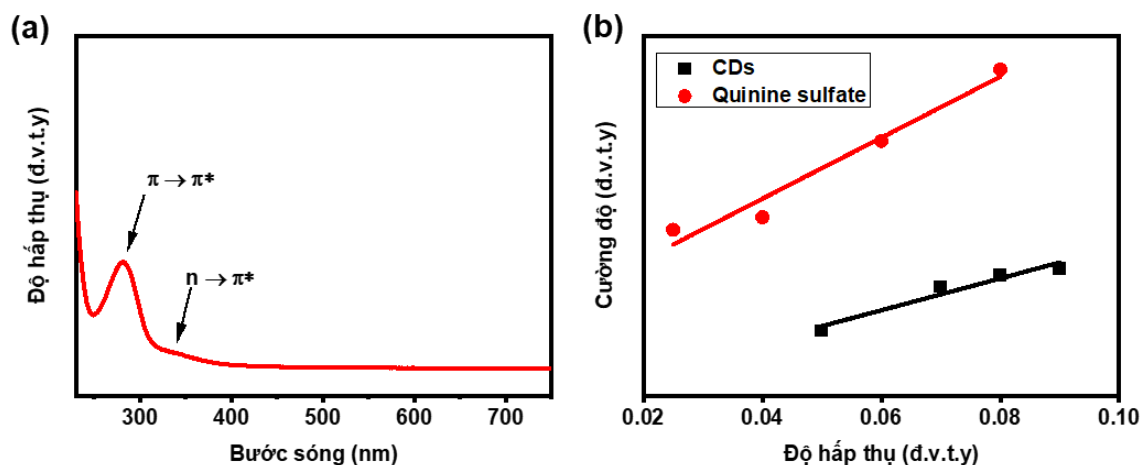 (a)
Độ hấp thụ (đ.v.t.y)
π → π*
n → π*
300
400
500
600
700
Bước sóng (nm)
(b)
CDs
Quinine sulfate
Cường độ (đ.v.t.y)
0.02
0.04
0.06
0.08
0.10
Độ hấp thụ (đ.v.t.y)